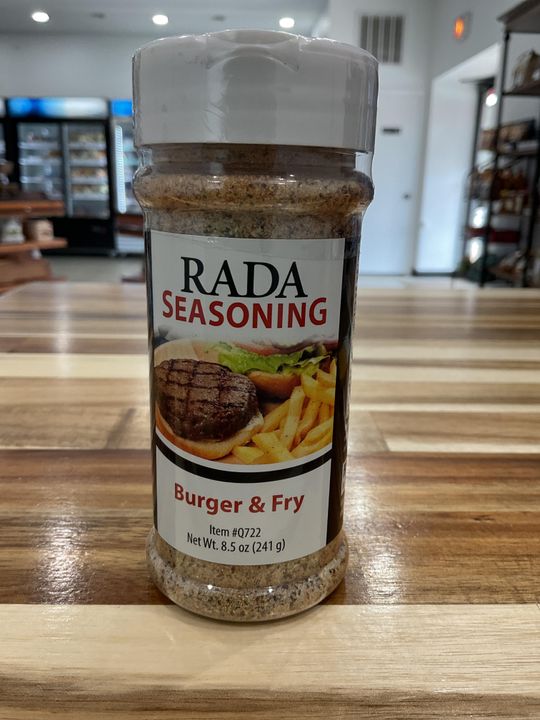 RADA
SEASONING
Burger & Fry
Item #Q722
Net Wt. 8.5 oz (241 g)